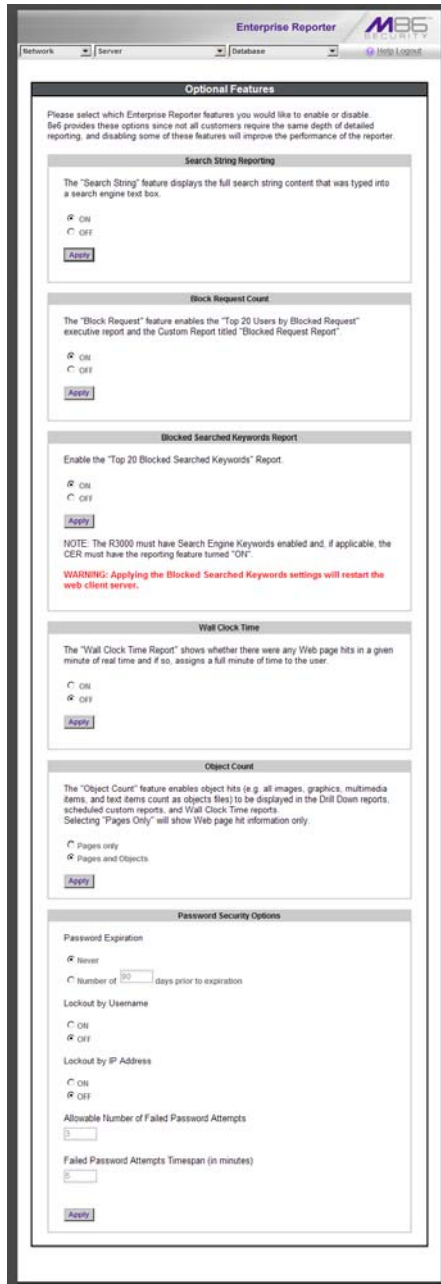 Enterprise Reporter
M86
SECURITY
Network
Server
Database
Help Logout
Optional Features
Please select which Enterprise Reporter features you would like to enable or disable.
8e6 provides these options since not all customers require the same depth of detailed
reporting, and disabling some of these features will improve the performance of the reporter.
Search String Reporting
The "Search String" feature displays the full search string content that was typed into
a search engine text box.
ON
OFF
Apply
Block Request Count
The "Block Request" feature enables the "Top 20 Users by Blocked Request"
executive report and the Custom Report titled "Blocked Request Report".
ON
OFF
Apply
Blocked Searched Keywords Report
Enable the "Top 20 Blocked Searched Keywords" Report.
ON
OFF
Apply
NOTE: The R3000 must have Search Engine Keywords enabled and, if applicable, the
CER must have the reporting feature turned "ON".
WARNING: Applying the Blocked Searched Keywords settings will restart the
web client server.
Wall Clock Time
The "Wall Clock Time Report" shows whether there were any Web page hits in a given
minute of real time and if so, assigns a full minute of time to the user.
ON
OFF
Apply
Object Count
The "Object Count" feature enables object hits (e.g. all images, graphics, multimedia
items, and text items count as objects files) to be displayed in the Drill Down reports,
scheduled custom reports, and Wall Clock Time reports.
Selecting "Pages Only" will show Web page hit information only.
Pages only
Pages and Objects
Apply
Password Security Options
Password Expiration
Never
Number of 90 days prior to expiration
Lockout by Username
ON
OFF
Lockout by IP Address
ON
OFF
Allowable Number of Failed Password Attempts
3
Failed Password Attempts Timespan (in minutes)
5
Apply